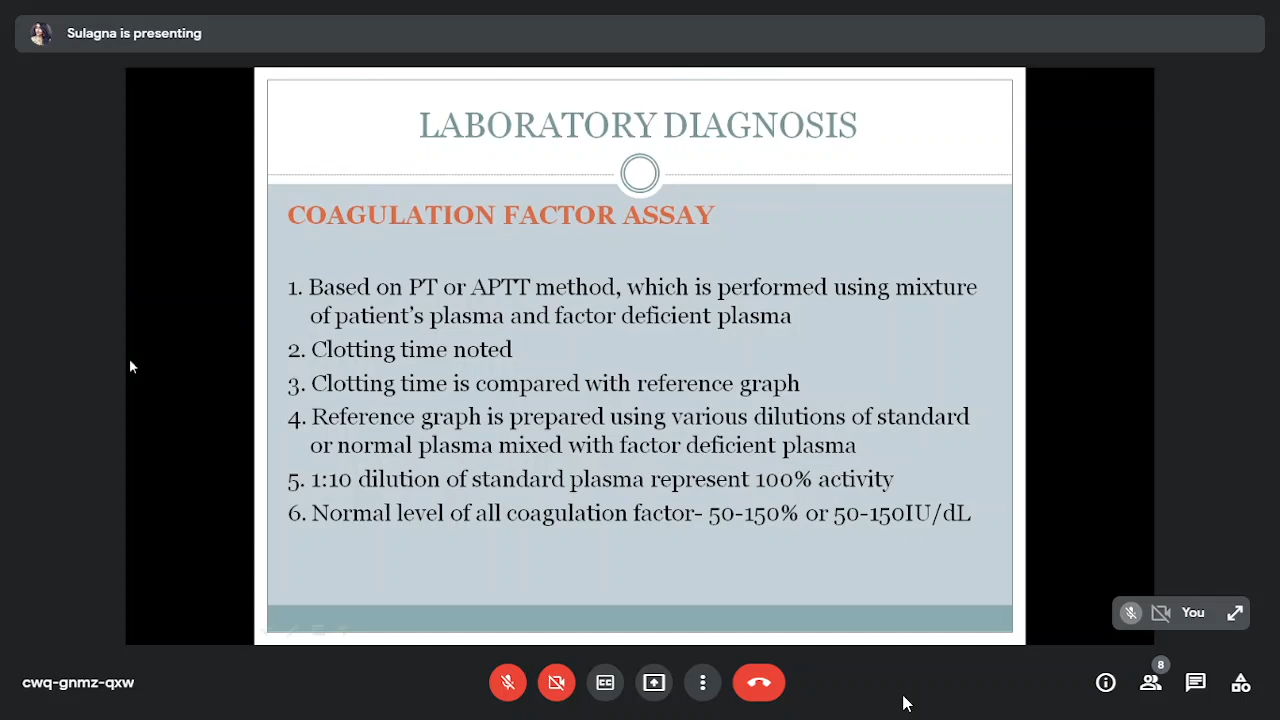 Sulagna is presenting
LABORATORY DIAGNOSIS
COAGULATION FACTOR ASSAY
1. Based on PT or APTT method, which is performed using mixture
of patient's plasma and factor deficient plasma
2. Clotting time noted
3. Clotting time is compared with reference graph
4. Reference graph is prepared using various dilutions of standard
or normal plasma mixed with factor deficient plasma
5. 1:10 dilution of standard plasma represent 100% activity
6. Normal level of all coagulation factor- 50-150% or 50-150IU/dL
You
8
cwq-gnmz-qxw
CC